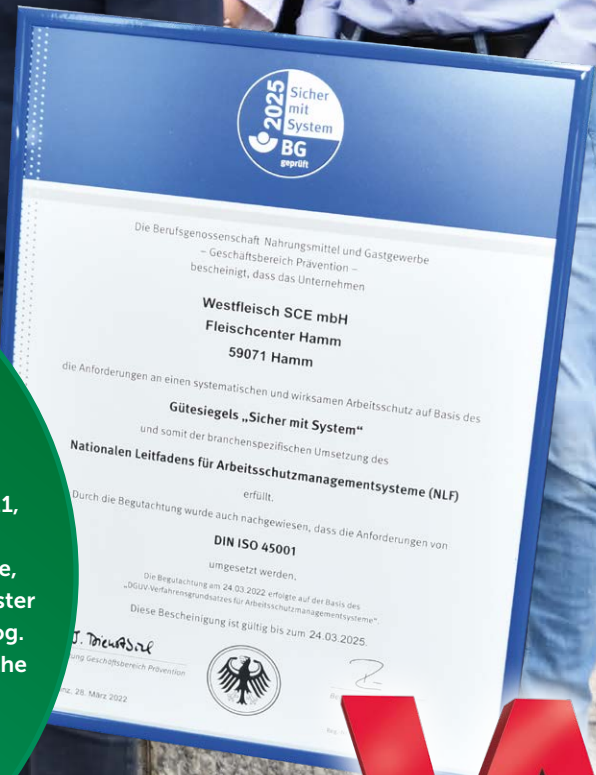 2025
Sicher
mit
System
BG
geprüft
Die Berufsgenossenschaft Nahrungsmittel und Gastgewerbe
– Geschäftsbereich Prävention –
bescheinigt, dass das Unternehmen
Westfleisch SCE mbH
Fleischcenter Hamm
59071 Hamm
die Anforderungen an einen systematischen und wirksamen Arbeitsschutz auf Basis des
Gütesiegels „Sicher mit System“
und somit der branchenspezifischen Umsetzung des
Nationalen Leitfadens für Arbeitsschutzmanagementsysteme (NLF)
erfüllt.
Durch die Begutachtung wurde auch nachgewiesen, dass die Anforderungen von
DIN ISO 45001
umgesetzt werden.
Die Begutachtung am 24.03.2022 erfolgte auf der Basis des
„DGUV-Verfahrensgrundsatzes für Arbeitsschutzmanagementsysteme“.
Diese Bescheinigung ist gültig bis zum 24.03.2025.
Geschäftsbereich Prävention
28. März 2022
1,
e,
ster
og.
he